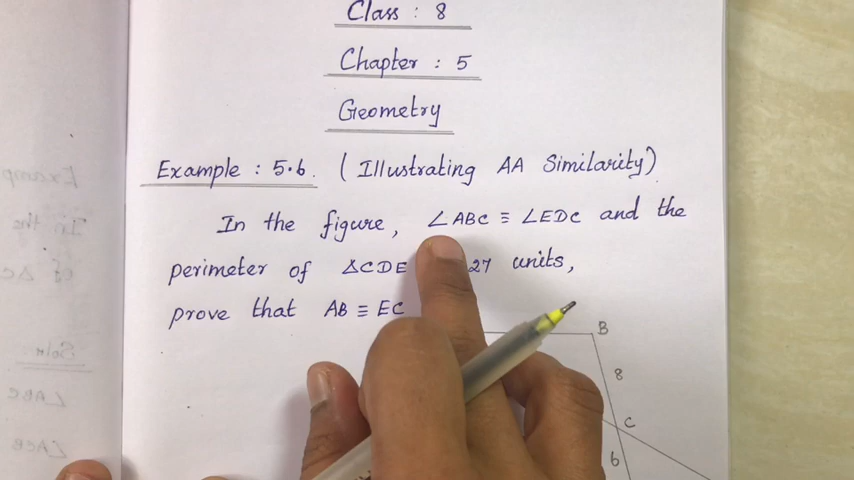 Class : 8
Chapter : 5
Geometry
Example : 5.6. ( Illustrating AA Similarity )
In the figure, ∠ABC ≡ ∠EDC and the
perimeter of ΔCDE 27 units,
prove that AB ≡ EC
B
8
C
6